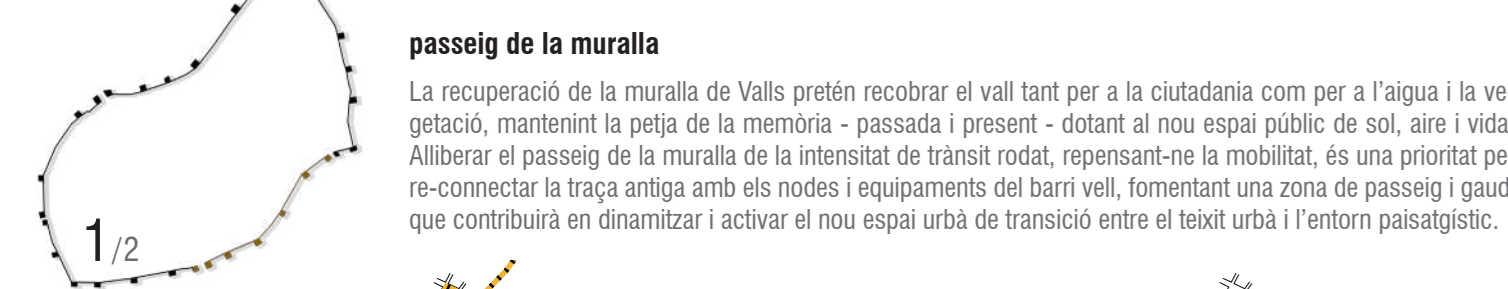 passeig de la muralla
La recuperació de la muralla de Valls pretén recobrar el vall tant per a la ciutadania com per a l’aigua i la ve-
getació, mantenint la petja de la memòria - passada i present - dotant al nou espai públic de sol, aire i vida
Alliberar el passeig de la muralla de la intensitat de trànsit rodat, repensant-ne la mobilitat, és una prioritat pe
re-connectar la traça antiga amb els nodes i equipaments del barri vell, fomentant una zona de passeig i gaud
que contribuirà en dinamitzar i activar el nou espai urbà de transició entre el teixit urbà i l’entorn paisatgístic.
1/2